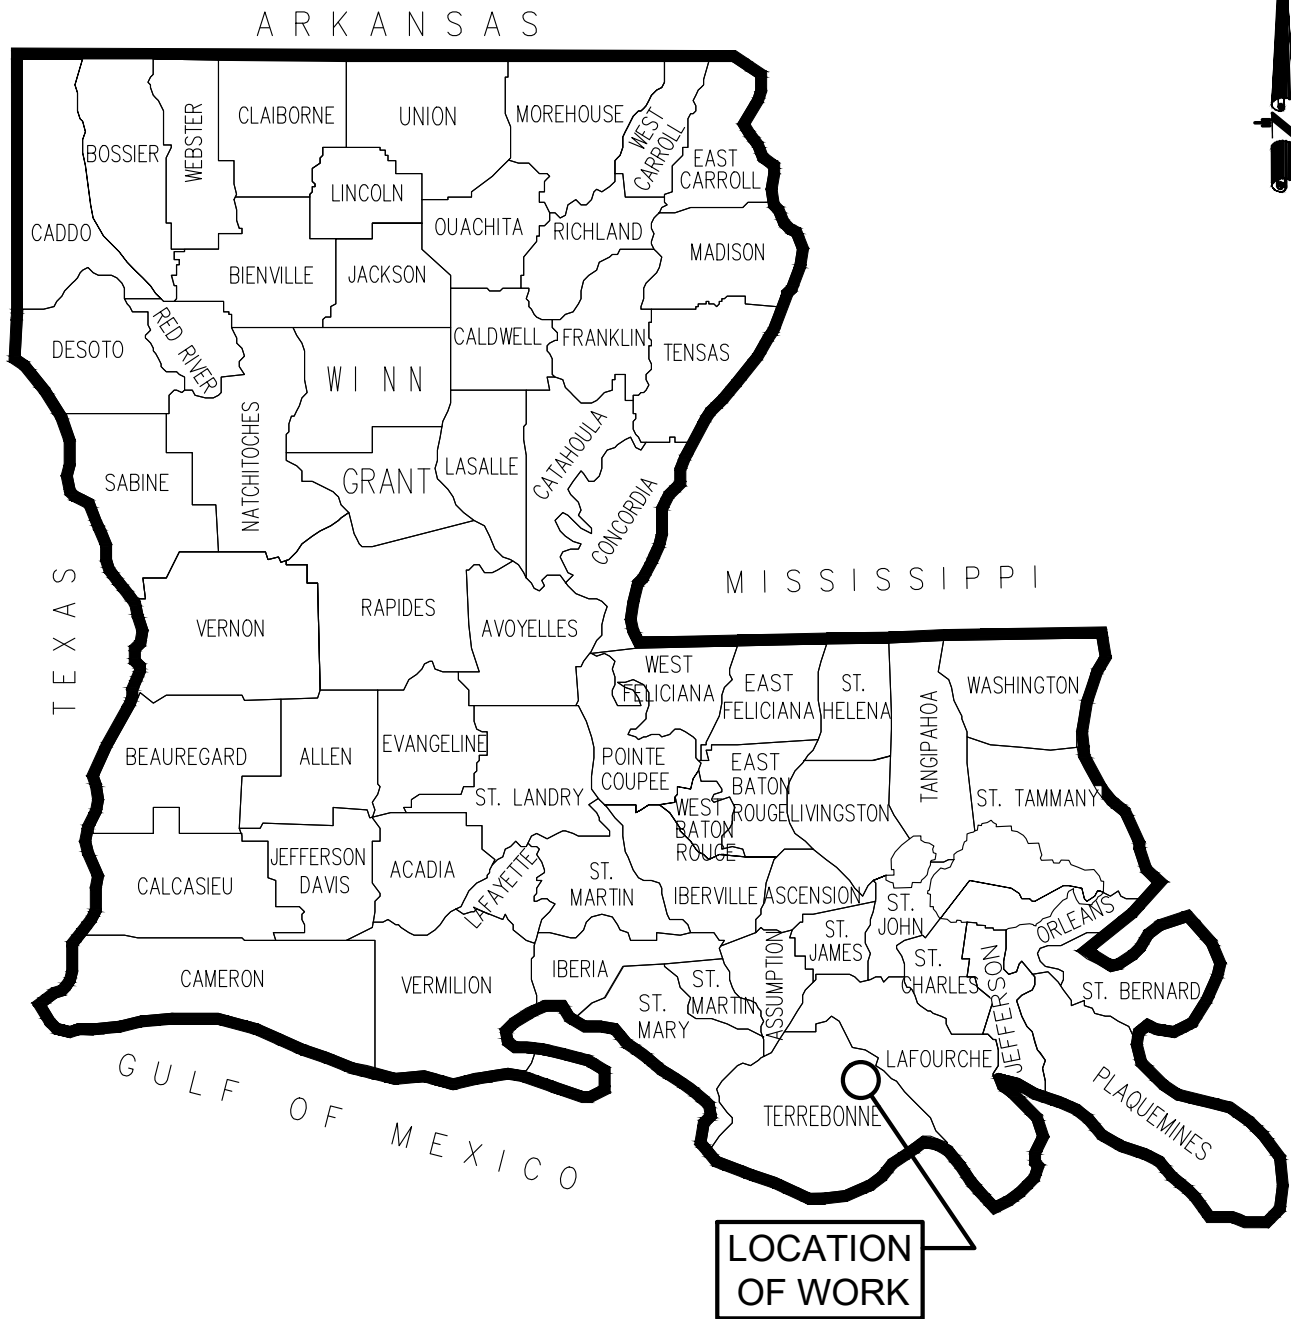 ARKANSAS
CLAIBORNE
UNION
MOREHOUSE
WEBSTER
WEST
CARROLL
BOSSIER
EAST
CARROLL
LINCOLN
CADDO
OUACHITA
RICHLAND
MADISON
BIENVILLE
JACKSON
RED RIVER
DESOTO
CALDWELL
FRANKLIN
TENSAS
WINN
NATCHITOCHES
CATAHOULA
SABINE
GRANT
LASALLE
CONCORDIA
TEXAS
MISSISSIPPI
VERNON
RAPIDES
AVOYELLES
WEST
FELICIANA
EAST
FELICIANA
ST.
HELENA
TANGIPAHOA
WASHINGTON
BEAUREGARD
ALLEN
EVANGELINE
POINTE
COUPEE
EAST
BATON
ROUGE
ST. LANDRY
WEST
BATON
ROUGE
LIVINGSTON
ST. TAMMANY
JEFFERSON
DAVIS
ACADIA
LAFAYETTE
CALCASIEU
ST.
MARTIN
IBERVILLE
ASCENSION
ST.
JOHN
ORLEANS
ST.
JAMES
CAMERON
VERMILION
IBERIA
ST.
MARTIN
ASSUMPTION
ST.
CHARLES
JEFFERSON
ST. BERNARD
ST.
MARY
LAFOURCHE
GULF OF MEXICO
TERREBONNE
PLAQUEMINES
LOCATION
OF WORK